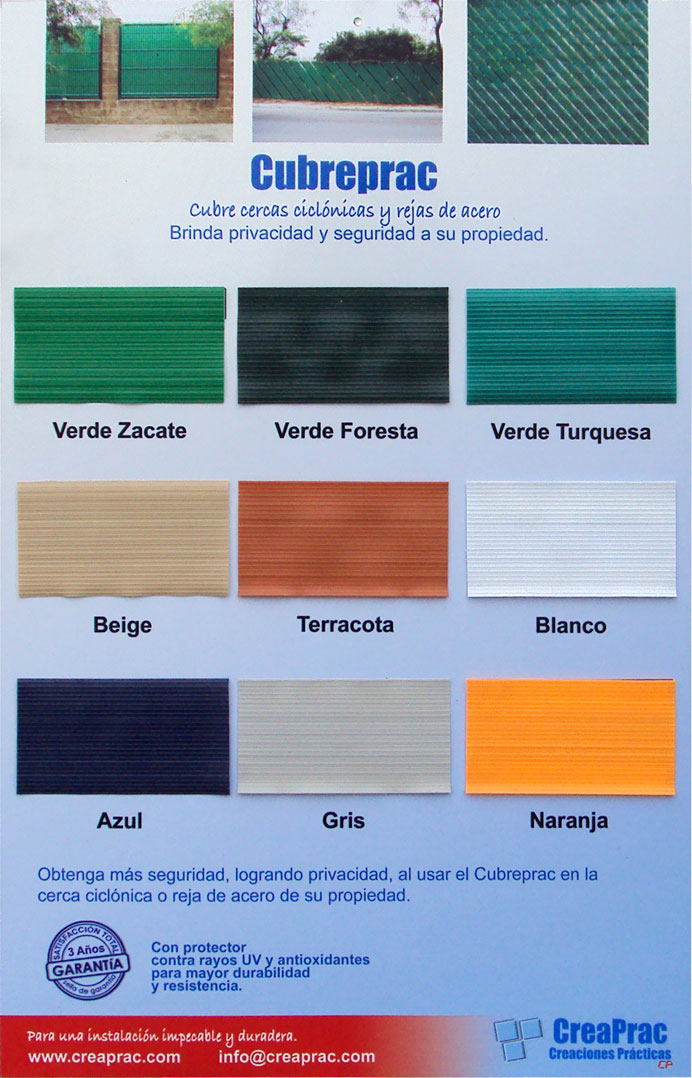 Cubreprac
Cubre cercas ciclónicas y rejas de acero
Brinda privacidad y seguridad a su propiedad.
Verde Zacate
Verde Foresta
Verde Turquesa
Beige
Terracota
Blanco
Azul
Gris
Naranja
Obtenga más seguridad, logrando privacidad, al usar el Cubreprac en la
cerca ciclónica o reja de acero de su propiedad.
SATISFACCIÓN TOTAL
3 Años
GARANTÍA
sello de garantía
Con protector
contra rayos UV y antioxidantes
para mayor durabilidad
y resistencia.
Para una instalación impecable y duradera.
www.creaprac.com info@creaprac.com
CreaPrac
Creaciones Prácticas
CP